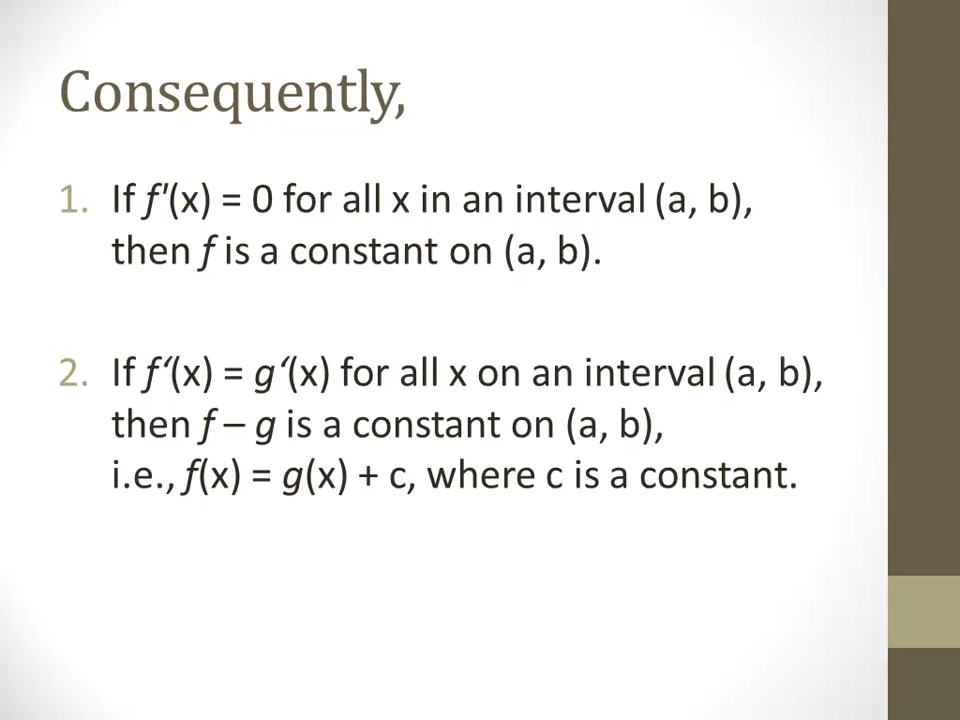 Consequently,
1. If f'(x) = 0 for all x in an interval (a, b),
then f is a constant on (a, b).
2. If f‘(x) = g‘(x) for all x on an interval (a, b),
then f – g is a constant on (a, b),
i.e., f(x) = g(x) + c, where c is a constant.